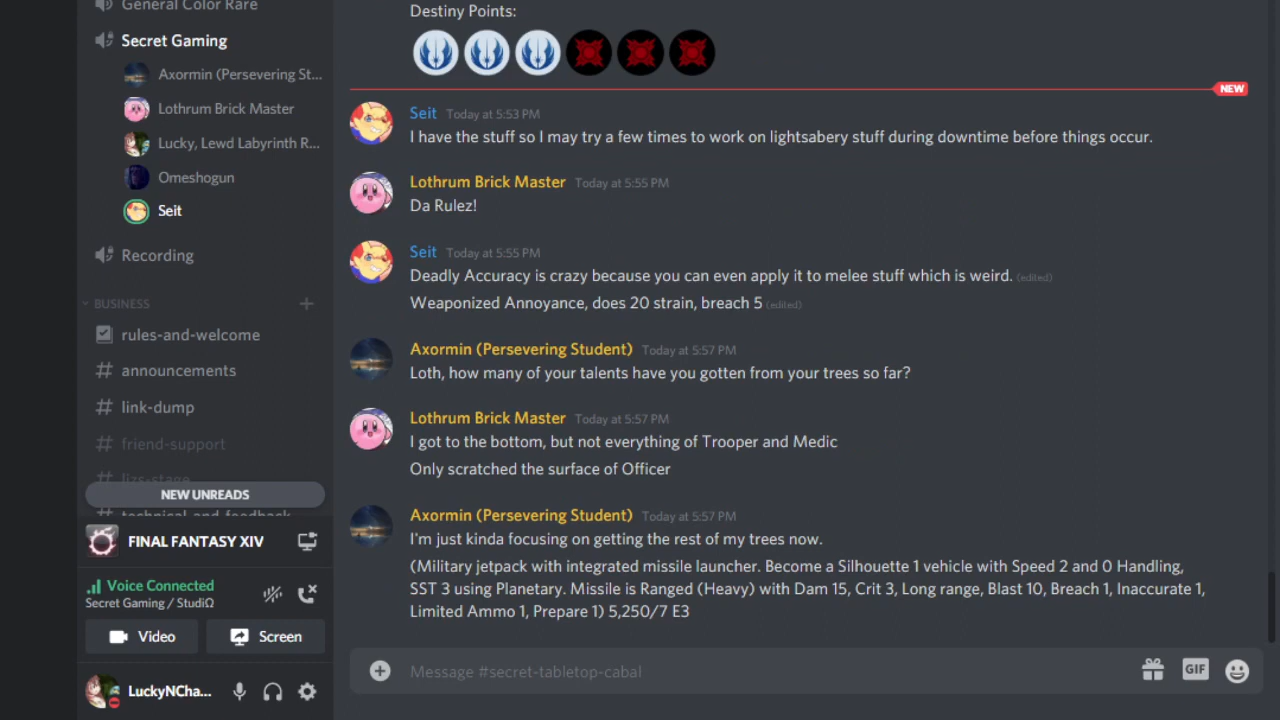 General Color Rare
Secret Gaming
Axormin (Persevering St...
Lothrum Brick Master
Lucky, Lewd Labyrinth R...
Omeshogun
Seit
Recording
BUSINESS
rules-and-welcome
announcements
link-dump
friend-support
lizs-stage
NEW UNREADS
technical-and-feedback
FINAL FANTASY XIV
Voice Connected
Secret Gaming / StudiΩ
Video
Screen
LuckyNCha...
Destiny Points:
NEW
Seit Today at 5:53 PM
I have the stuff so I may try a few times to work on lightsabery stuff during downtime before things occur.
Lothrum Brick Master Today at 5:55 PM
Da Rulez!
Seit Today at 5:55 PM
Deadly Accuracy is crazy because you can even apply it to melee stuff which is weird. (edited)
Weaponized Annoyance, does 20 strain, breach 5 (edited)
Axormin (Persevering Student) Today at 5:57 PM
Loth, how many of your talents have you gotten from your trees so far?
Lothrum Brick Master Today at 5:57 PM
I got to the bottom, but not everything of Trooper and Medic
Only scratched the surface of Officer
Axormin (Persevering Student) Today at 5:57 PM
I'm just kinda focusing on getting the rest of my trees now.
(Military jetpack with integrated missile launcher. Become a Silhouette 1 vehicle with Speed 2 and 0 Handling,
SST 3 using Planetary. Missile is Ranged (Heavy) with Dam 15, Crit 3, Long range, Blast 10, Breach 1, Inaccurate 1,
Limited Ammo 1, Prepare 1) 5,250/7 E3
Message #secret-tabletop-cabal
GIF